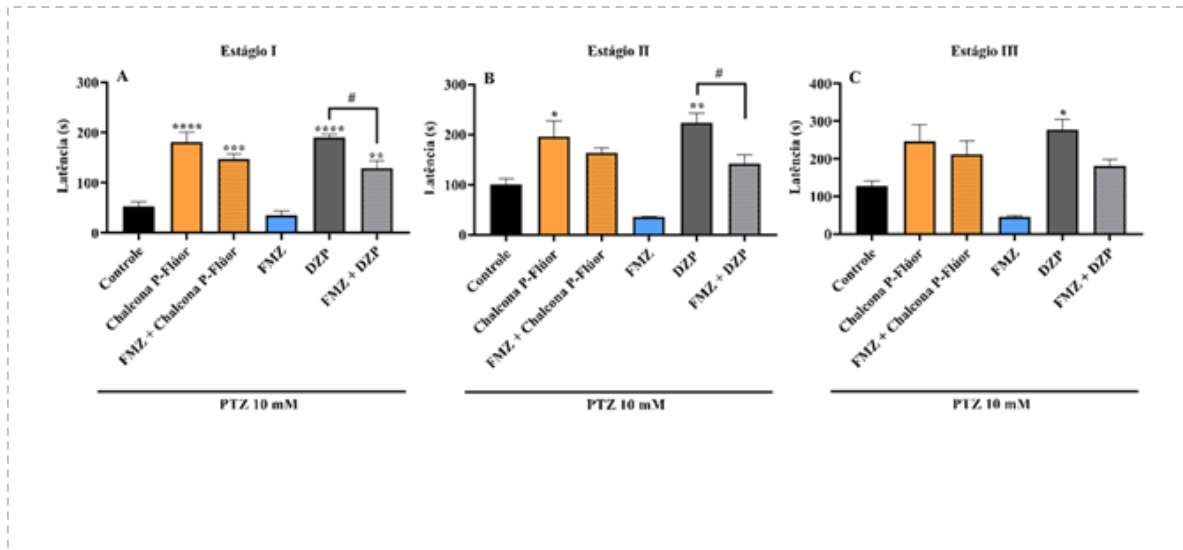 Estágio I
A
Latência (s)
300
200
100
0
****
***
****
#
**
Controle
Chalcona P-Flúor
FMZ + Chalcona P-Flúor
FMZ
DZP
FMZ + DZP
PTZ 10 mM
Estágio II
B
Latência (s)
300
200
100
0
*
**
#
Controle
Chalcona P-Flúor
FMZ + Chalcona P-Flúor
FMZ
DZP
FMZ + DZP
PTZ 10 mM
Estágio III
C
Latência (s)
400
300
200
100
0
*
Controle
Chalcona P-Flúor
FMZ + Chalcona P-Flúor
FMZ
DZP
FMZ + DZP
PTZ 10 mM